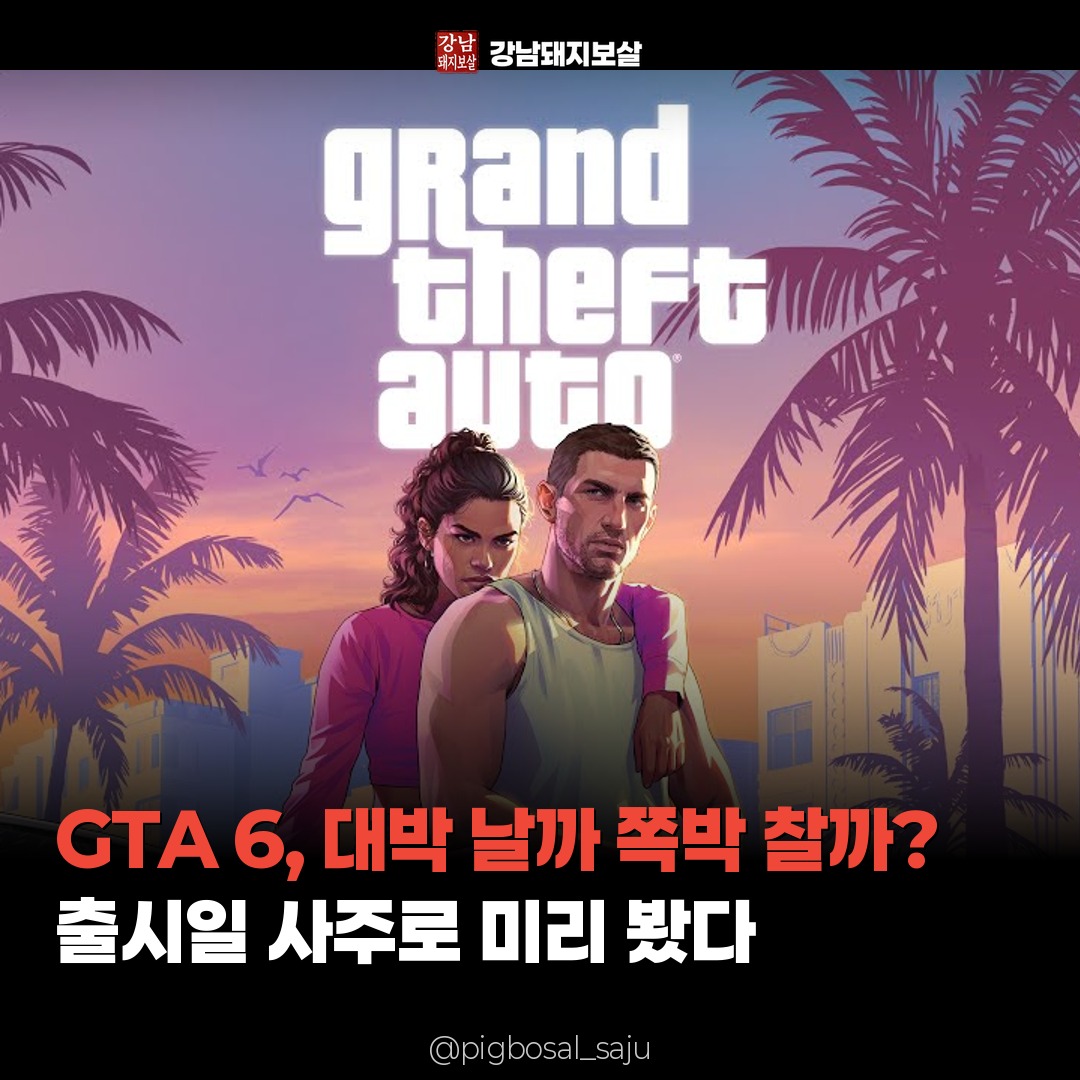 강남
돼지보살
강남돼지보살
grand
theft
auto®
GTA 6, 대박 날까 쪽박 찰까?
출시일 사주로 미리 봤다
@pigbosal_saju